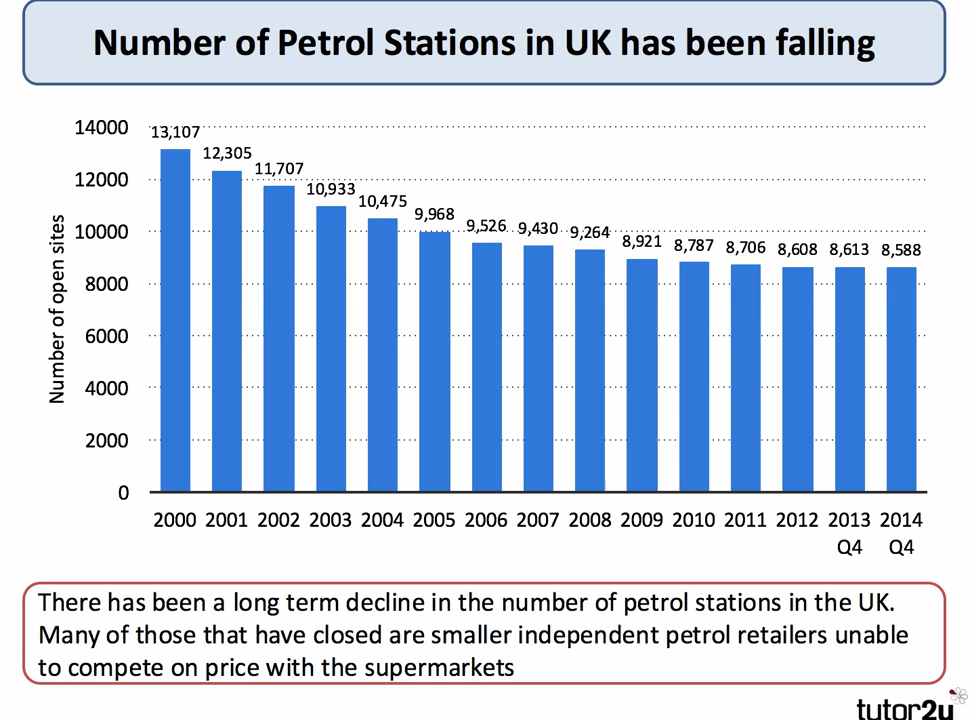 Number of Petrol Stations in UK has been falling
Number of open sites
14000
12000
10000
8000
6000
4000
2000
0
13,107
12,305
11,707
10,933
10,475
9,968
9,526
9,430
9,264
8,921
8,787
8,706
8,608
8,613
8,588
2000 2001 2002 2003 2004 2005 2006 2007 2008 2009 2010 2011 2012 2013 2014
Q4 Q4
There has been a long term decline in the number of petrol stations in the UK.
Many of those that have closed are smaller independent petrol retailers unable
to compete on price with the supermarkets
tutor2u